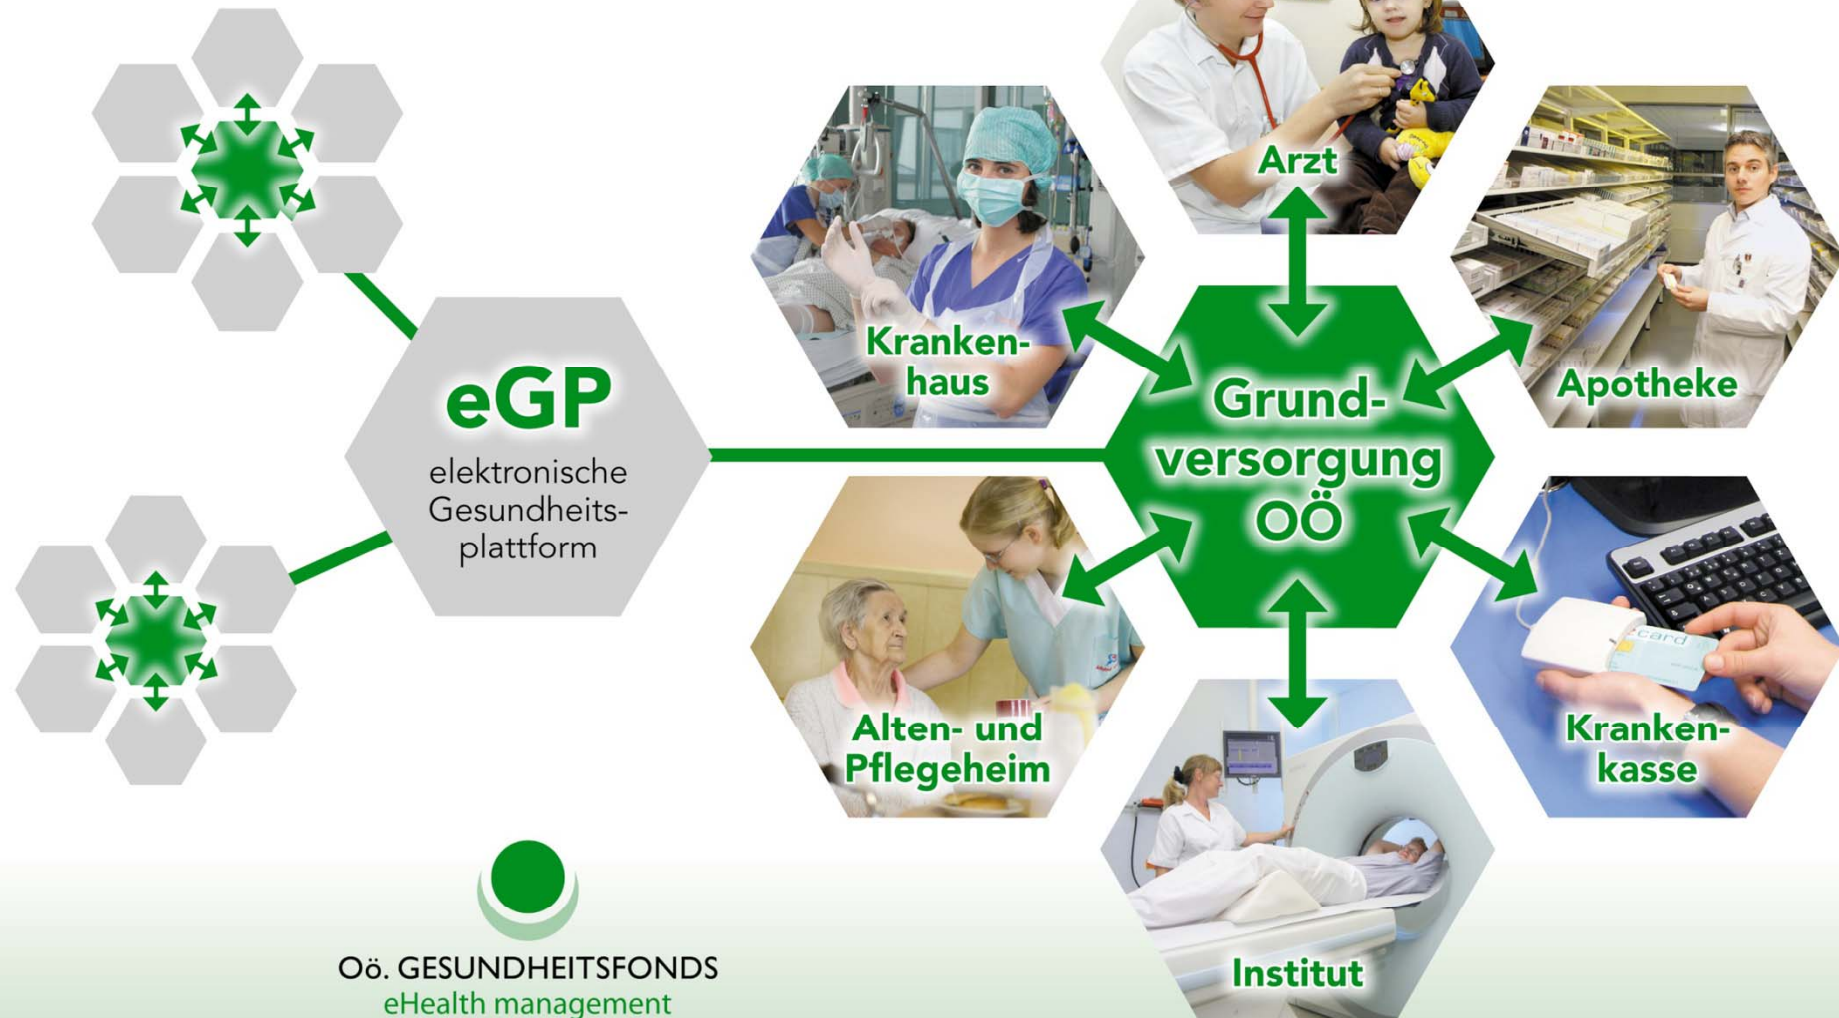 Arzt
Kranken-
haus
Apotheke
eGP
elektronische
Gesundheits-
plattform
Grund-
versorgung
OÖ
Alten- und
Pflegeheim
Kranken-
kasse
card
Institut
Oö. GESUNDHEITSFONDS
eHealth management